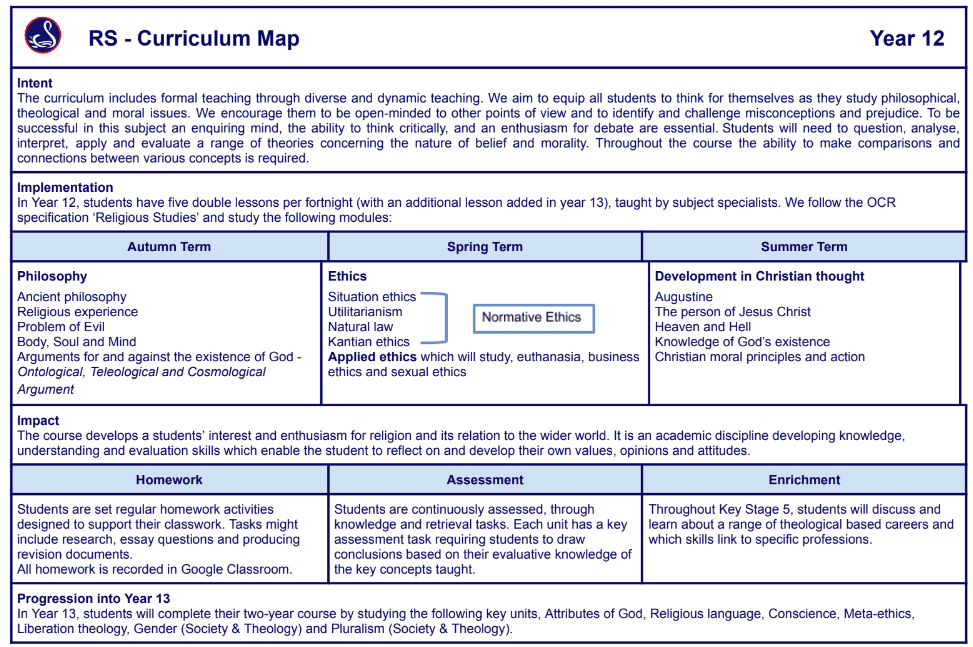 RS - Curriculum Map
Year 12
Intent
The curriculum includes formal teaching through diverse and dynamic teaching. We aim to equip all students to think for themselves as they study philosophical,
theological and moral issues. We encourage them to be open-minded to other points of view and to identify and challenge misconceptions and prejudice. To be
successful in this subject an enquiring mind, the ability to think critically, and an enthusiasm for debate are essential. Students will need to question, analyse,
interpret, apply and evaluate a range of theories concerning the nature of belief and morality. Throughout the course the ability to make comparisons and
connections between various concepts is required.
Implementation
In Year 12, students have five double lessons per fortnight (with an additional lesson added in year 13), taught by subject specialists. We follow the OCR
specification ‘Religious Studies’ and study the following modules:
Autumn Term
Spring Term
Summer Term
Philosophy
Ancient philosophy
Religious experience
Problem of Evil
Body, Soul and Mind
Arguments for and against the existence of God -
Ontological, Teleological and Cosmological
Argument
Ethics
Situation ethics
Utilitarianism
Natural law
Kantian ethics
Normative Ethics
Applied ethics which will study, euthanasia, business
ethics and sexual ethics
Development in Christian thought
Augustine
The person of Jesus Christ
Heaven and Hell
Knowledge of God’s existence
Christian moral principles and action
Impact
The course develops a students’ interest and enthusiasm for religion and its relation to the wider world. It is an academic discipline developing knowledge,
understanding and evaluation skills which enable the student to reflect on and develop their own values, opinions and attitudes.
Homework
Assessment
Enrichment
Students are set regular homework activities
designed to support their classwork. Tasks might
include research, essay questions and producing
revision documents.
All homework is recorded in Google Classroom.
Students are continuously assessed, through
knowledge and retrieval tasks. Each unit has a key
assessment task requiring students to draw
conclusions based on their evaluative knowledge of
the key concepts taught.
Throughout Key Stage 5, students will discuss and
learn about a range of theological based careers and
which skills link to specific professions.
Progression into Year 13
In Year 13, students will complete their two-year course by studying the following key units, Attributes of God, Religious language, Conscience, Meta-ethics,
Liberation theology, Gender (Society & Theology) and Pluralism (Society & Theology).